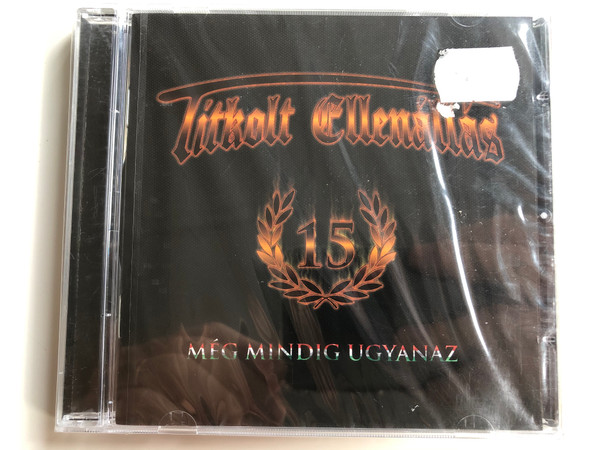 Titkolt Ellenállás
15
MÉG MINDIG UGYANAZ